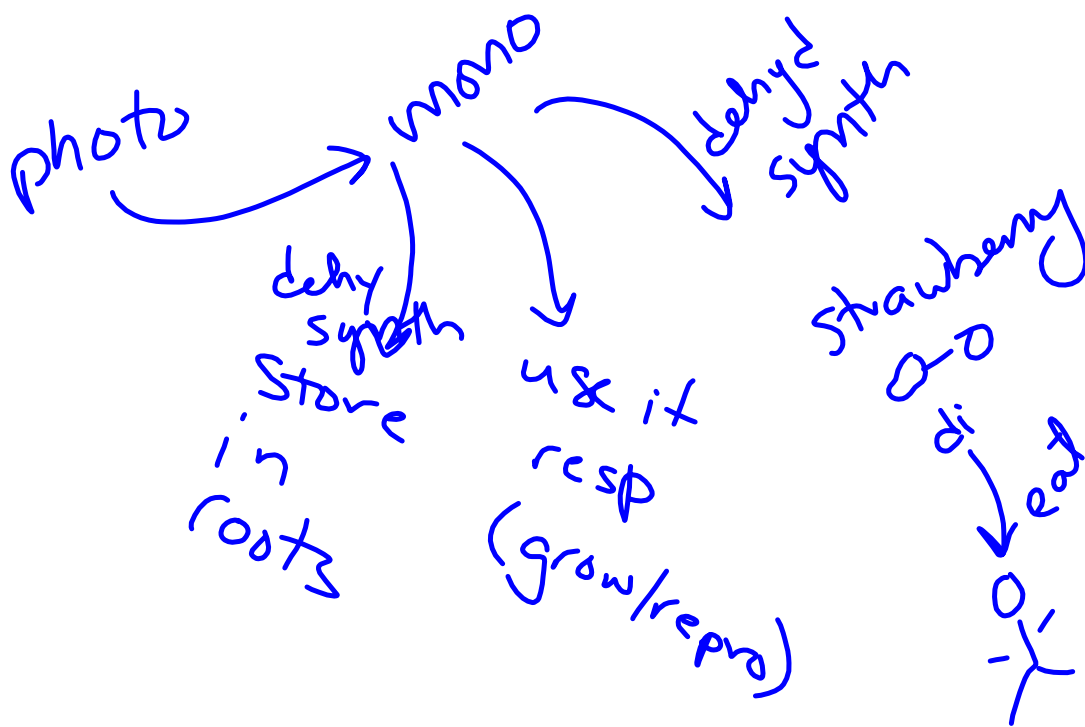 photo
mono
dehyd
synth
dehy
synth
store
in
roots
use it
resp
(grow/repro)
strawberry
di
eat